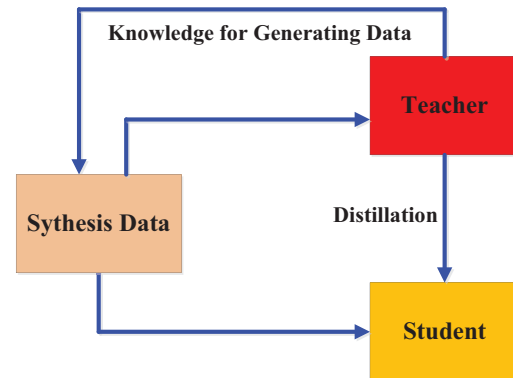 Knowledge for Generating Data
Teacher
Sythesis Data
Distillation
Student